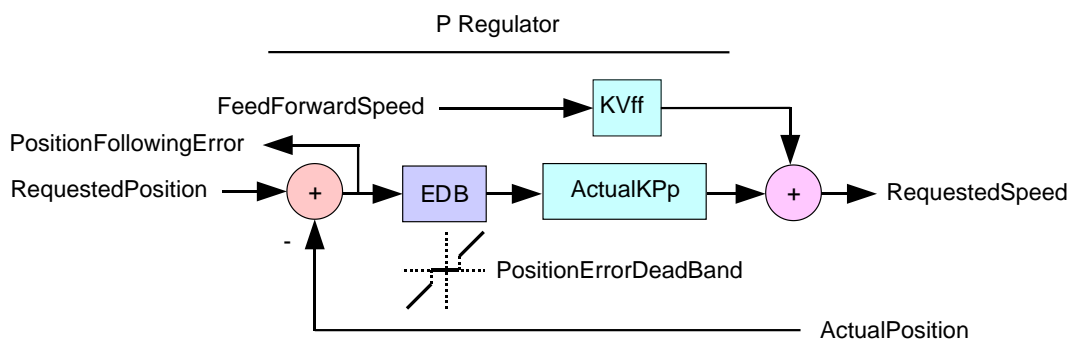 P Regulator
FeedForwardSpeed
KVff
PositionFollowingError
RequestedPosition
+
EDB
ActualKPp
+
RequestedSpeed
-
PositionErrorDeadBand
ActualPosition